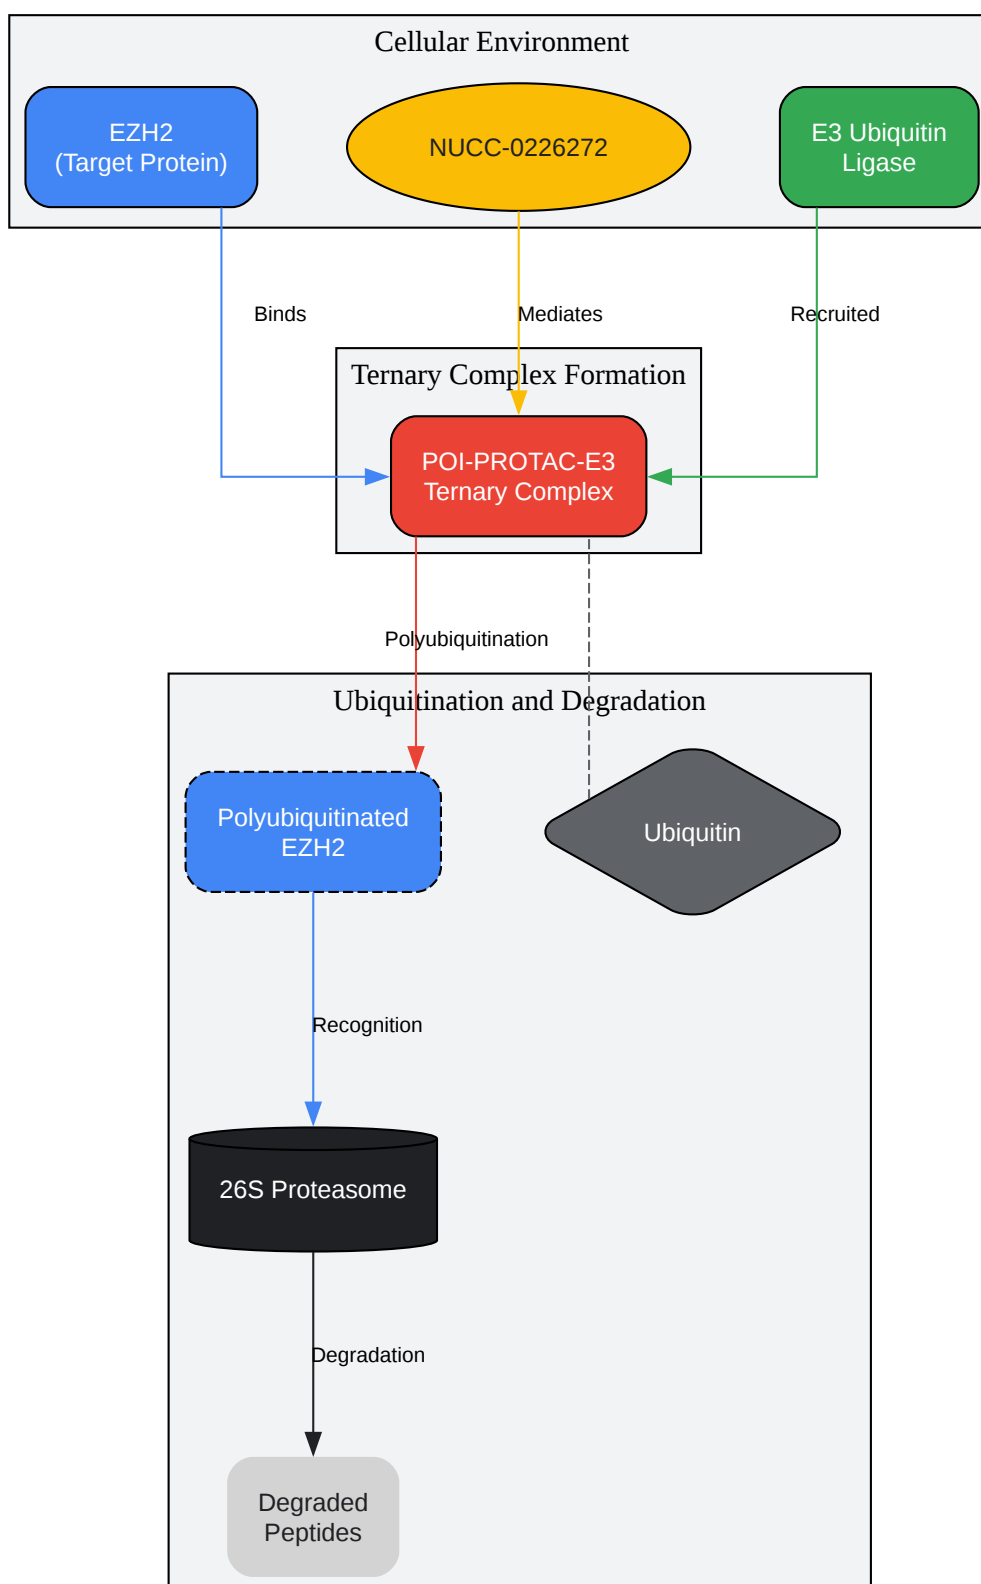 Cellular Environment
EZH2
(Target Protein)
NUCC-0226272
E3 Ubiquitin
Ligase
Binds
Mediates
Recruited
Ternary Complex Formation
POI-PROTAC-E3
Ternary Complex
Polyubiquitination
Ubiquitination and Degradation
Polyubiquitinated
EZH2
Ubiquitin
Recognition
26S Proteasome
Degradation
Degraded
Peptides